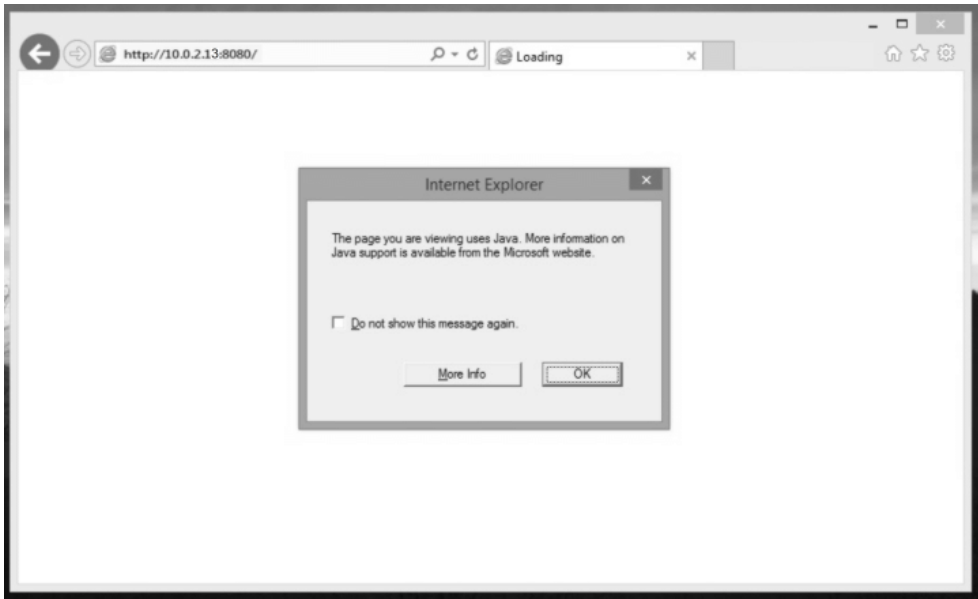 http://10.0.2.13:8080/
Loading
Internet Explorer
The page you are viewing uses Java. More information on
Java support is available from the Microsoft website.
Do not show this message again.
More Info
OK